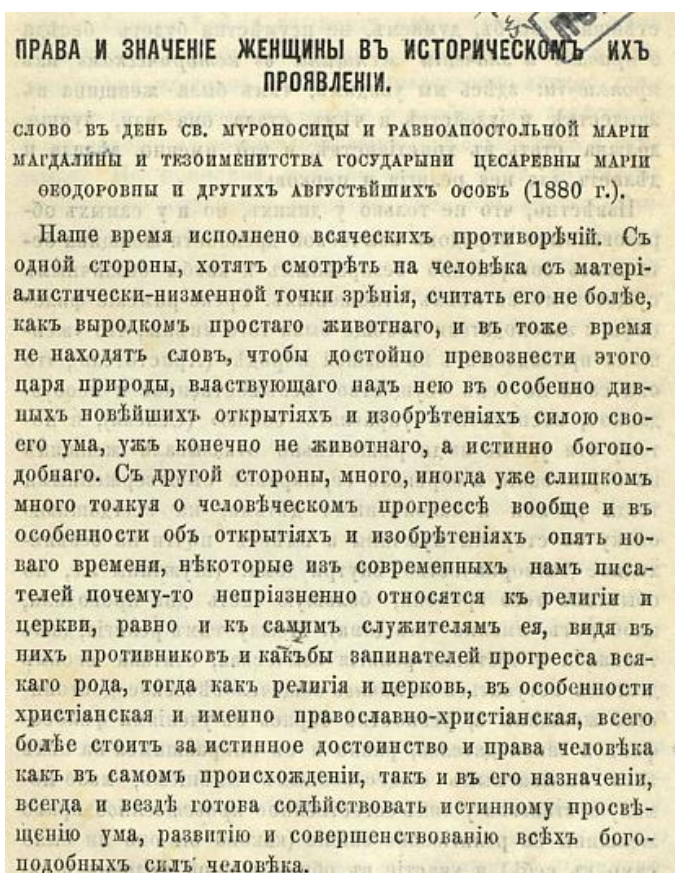 ПРАВА И ЗНАЧЕНІЕ ЖЕНЩИНЫ ВЪ ИСТОРИЧЕСКОМЪ ИХЪ
ПРОЯВЛЕНІИ.
СЛОВО ВЪ ДЕНЬ СВ. МѴРОНОСИЦЫ И РАВНОАПОСТОЛЬНОЙ МАРІИ
МАГДАЛИНЫ И ТЕЗОИМЕНИТСТВА ГОСУДАРЫНИ ЦЕСАРЕВНЫ МАРІИ
ѲЕОДОРОВНЫ И ДРУГИХЪ АВГУСТѢЙШИХЪ ОСОБЪ (1880 г.).
Наше время исполнено всяческихъ противорѣчій. Съ
одной стороны, хотятъ смотрѣть на человѣка съ матері-
алистически-низменной точки зрѣнія, считать его не болѣе,
какъ выродкомъ простаго животнаго, и въ тоже время
не находятъ словъ, чтобы достойно превознести этого
царя природы, властвующаго надъ нею въ особенно див-
ныхъ новѣйшихъ открытіяхъ и изобрѣтеніяхъ силою сво-
его ума, ужъ конечно не животнаго, а истинно богопо-
добнаго. Съ другой стороны, много, иногда уже слишкомъ
много толкуя о человѣческомъ прогрессѣ вообще и въ
особенности объ открытіяхъ и изобрѣтеніяхъ опять но-
ваго времени, нѣкоторые изъ современныхъ намъ писа-
телей почему-то непріязненно относятся къ религіи и
церкви, равно и къ самимъ служителямъ ея, видя въ
нихъ противниковъ и какъбы запинателей прогресса вся-
каго рода, тогда какъ религія и церковь, въ особенности
христіанская и именно православно-христіанская, всего
болѣе стоитъ за истинное достоинство и права человѣка
какъ въ самомъ происхожденіи, такъ и въ его назначеніи,
всегда и вездѣ готова содѣйствовать истинному просвѣ-
щенію ума, развитію и совершенствованію всѣхъ бого-
подобныхъ силъ человѣка.